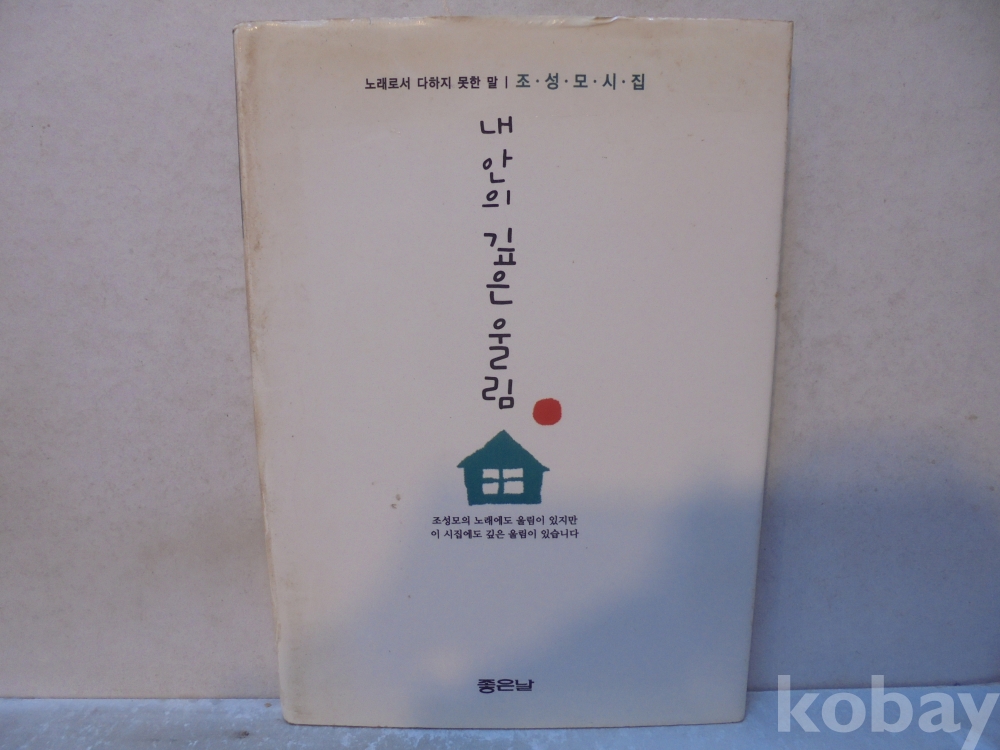 노래로서 다하지 못한 말 | 조·성·모·시·집
내 안의 깊은 울림
조성모의 노래에도 울림이 있지만
이 시집에도 깊은 울림이 있습니다
좋은날
kobay